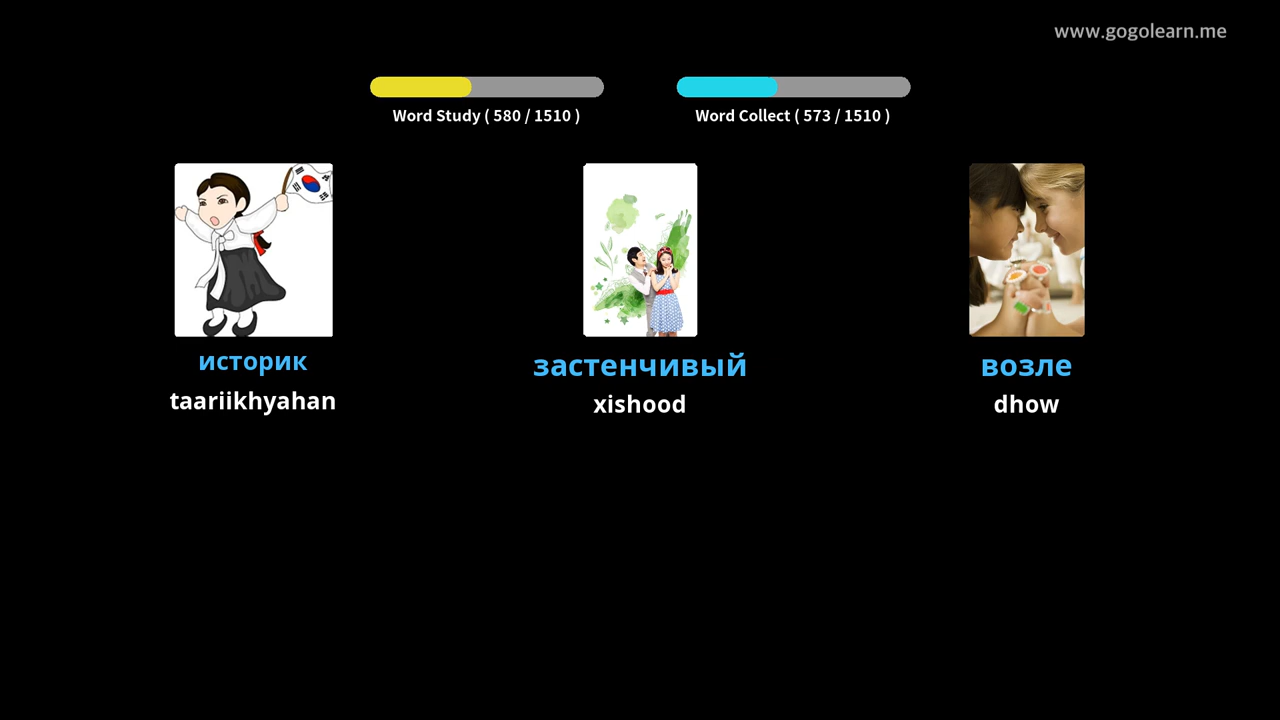 www.gogolearn.me
Word Study ( 580 / 1510 )
Word Collect ( 573 / 1510 )
историк
застенчивый
возле
taariikhyahan
xishood
dhow